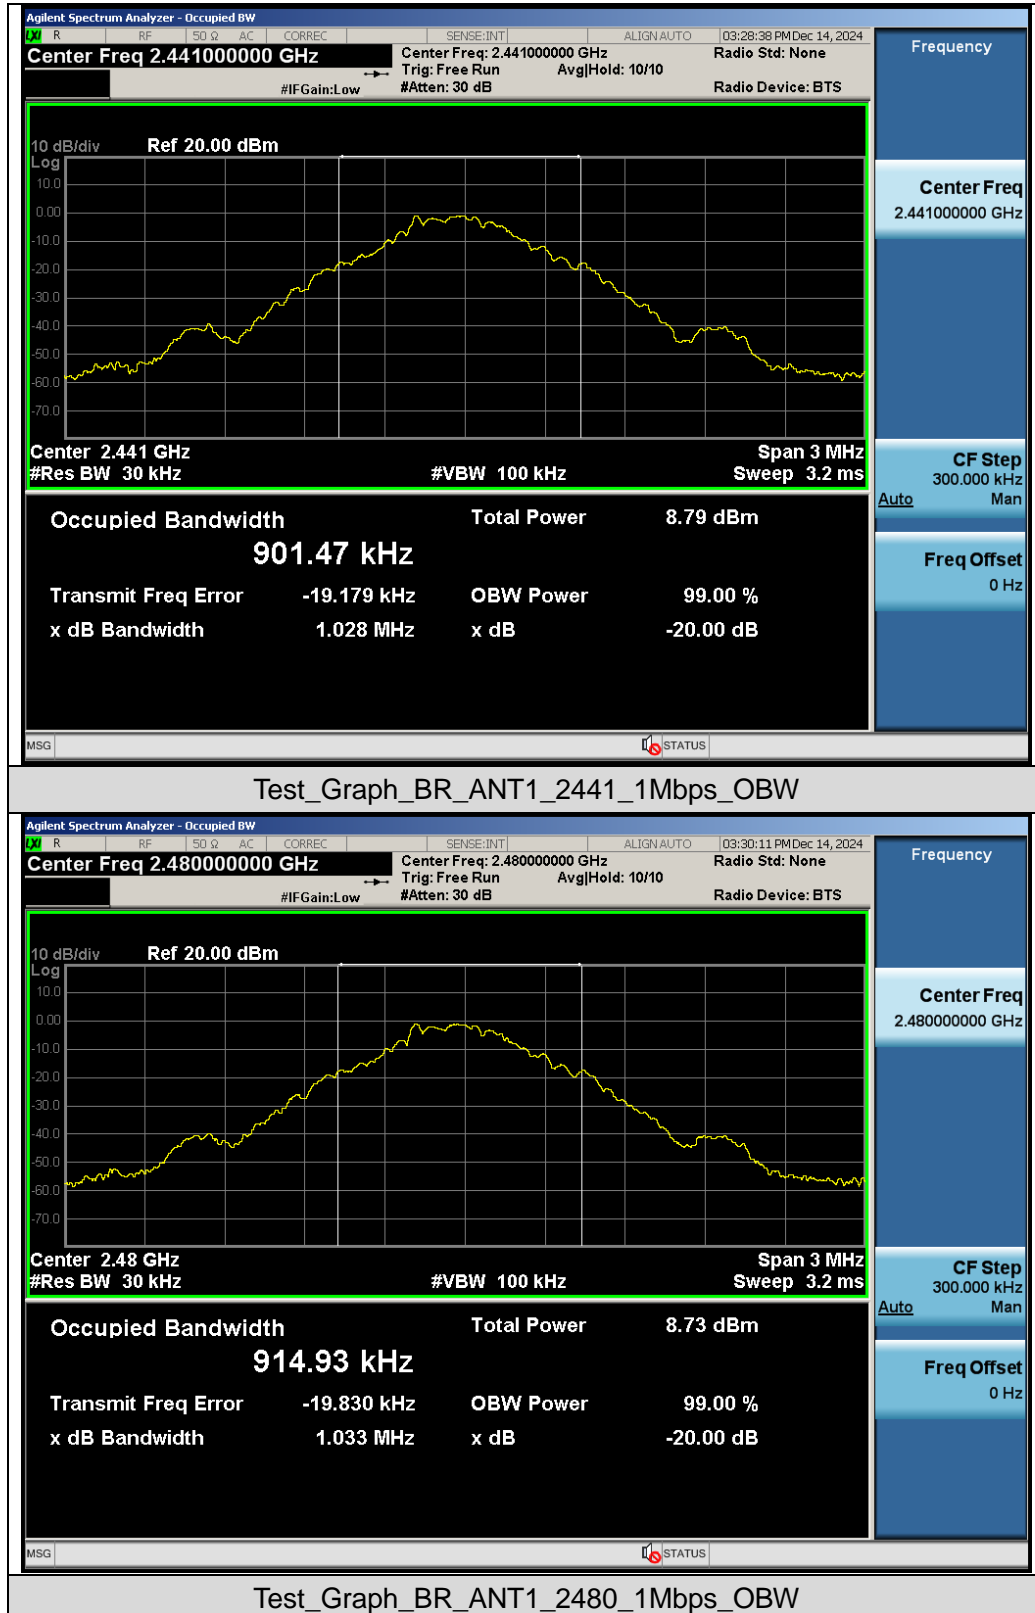 Agilent Spectrum Analyzer - Occupied BW
LXI R RF 50 Ω AC CORREC SENSE:INT ALIGN AUTO 03:28:38 PM Dec 14, 2024
Center Freq 2.441000000 GHz
Center Freq: 2.441000000 GHz Radio Std: None
Trig: Free Run Avg|Hold: 10/10
#IFGain:Low #Atten: 30 dB Radio Device: BTS
Frequency
10 dB/div Ref 20.00 dBm
Log
10.0
0.00
-10.0
-20.0
-30.0
-40.0
-50.0
-60.0
-70.0
Center Freq
2.441000000 GHz
Center 2.441 GHz Span 3 MHz
#Res BW 30 kHz #VBW 100 kHz Sweep 3.2 ms
CF Step
300.000 kHz
Auto Man
Occupied Bandwidth Total Power 8.79 dBm
901.47 kHz
Transmit Freq Error -19.179 kHz OBW Power 99.00 %
x dB Bandwidth 1.028 MHz x dB -20.00 dB
Freq Offset
0 Hz
MSG STATUS
Test_Graph_BR_ANT1_2441_1Mbps_OBW
Agilent Spectrum Analyzer - Occupied BW
LXI R RF 50 Ω AC CORREC SENSE:INT ALIGN AUTO 03:30:11 PM Dec 14, 2024
Center Freq 2.480000000 GHz
Center Freq: 2.480000000 GHz Radio Std: None
Trig: Free Run Avg|Hold: 10/10
#IFGain:Low #Atten: 30 dB Radio Device: BTS
Frequency
10 dB/div Ref 20.00 dBm
Log
10.0
0.00
-10.0
-20.0
-30.0
-40.0
-50.0
-60.0
-70.0
Center Freq
2.480000000 GHz
Center 2.48 GHz Span 3 MHz
#Res BW 30 kHz #VBW 100 kHz Sweep 3.2 ms
CF Step
300.000 kHz
Auto Man
Occupied Bandwidth Total Power 8.73 dBm
914.93 kHz
Transmit Freq Error -19.830 kHz OBW Power 99.00 %
x dB Bandwidth 1.033 MHz x dB -20.00 dB
Freq Offset
0 Hz
MSG STATUS
Test_Graph_BR_ANT1_2480_1Mbps_OBW